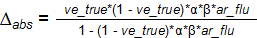 Δabs = ve_true*(1 - ve_true)*α*β*ar_flu
1 - (1 - ve_true)*α*β*ar_flu